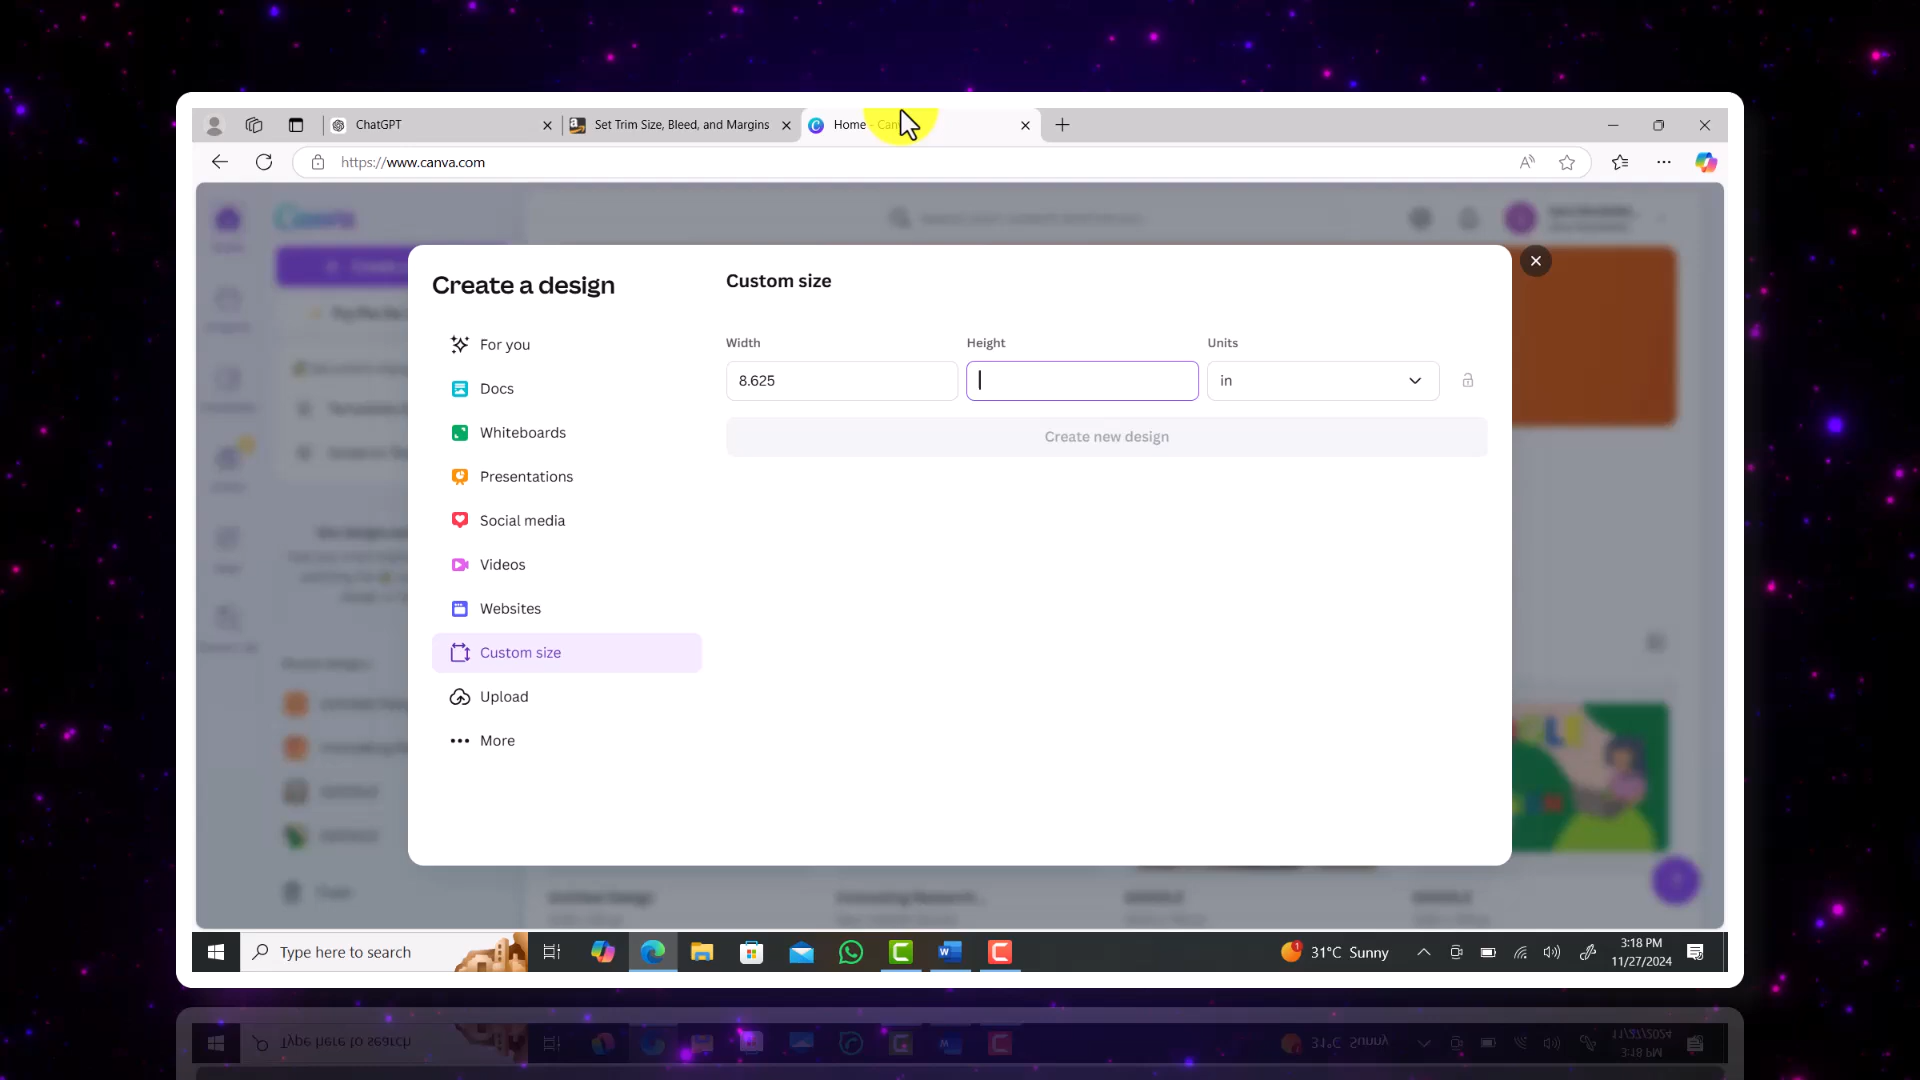 ChatGPT
Set Trim Size, Bleed, and Margins
Home - Can
https://www.canva.com
Canva
Create a design
Custom size
For you
Docs
Whiteboards
Presentations
Social media
Videos
Websites
Custom size
Upload
More
Width
Height
Units
8.625
in
Create new design
Type here to search
1
31°C Sunny
3:18 PM
11/27/2024